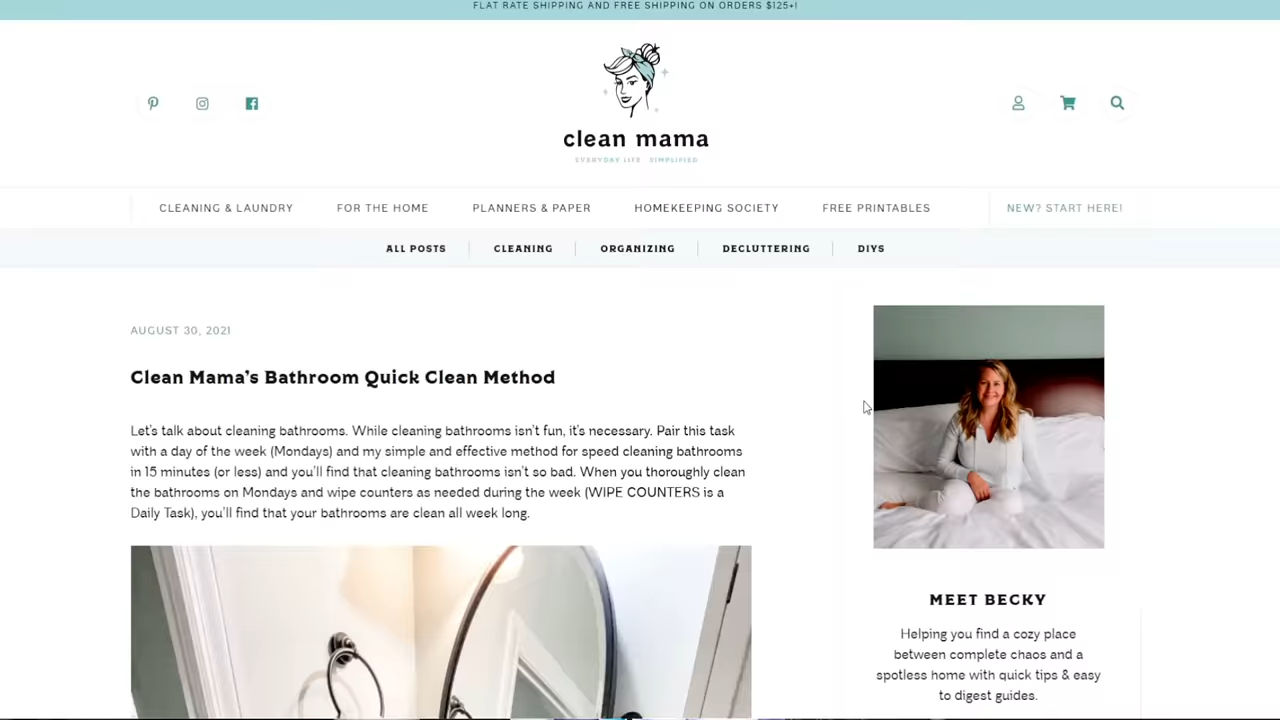 FLAT RATE SHIPPING AND FREE SHIPPING ON ORDERS $125+!
clean mama
EVERYDAY LIFE SIMPLIFIED
CLEANING & LAUNDRY
FOR THE HOME
PLANNERS & PAPER
HOMEKEEPING SOCIETY
FREE PRINTABLES
NEW? START HERE!
ALL POSTS
CLEANING
ORGANIZING
DECLUTTERING
DIYS
AUGUST 30, 2021
Clean Mama's Bathroom Quick Clean Method
Let's talk about cleaning bathrooms. While cleaning bathrooms isn't fun, it's necessary. Pair this task
with a day of the week (Mondays) and my simple and effective method for speed cleaning bathrooms
in 15 minutes (or less) and you'll find that cleaning bathrooms isn't so bad. When you thoroughly clean
the bathrooms on Mondays and wipe counters as needed during the week (WIPE COUNTERS is a
Daily Task), you'll find that your bathrooms are clean all week long.
MEET BECKY
Helping you find a cozy place
between complete chaos and a
spotless home with quick tips & easy
to digest guides.